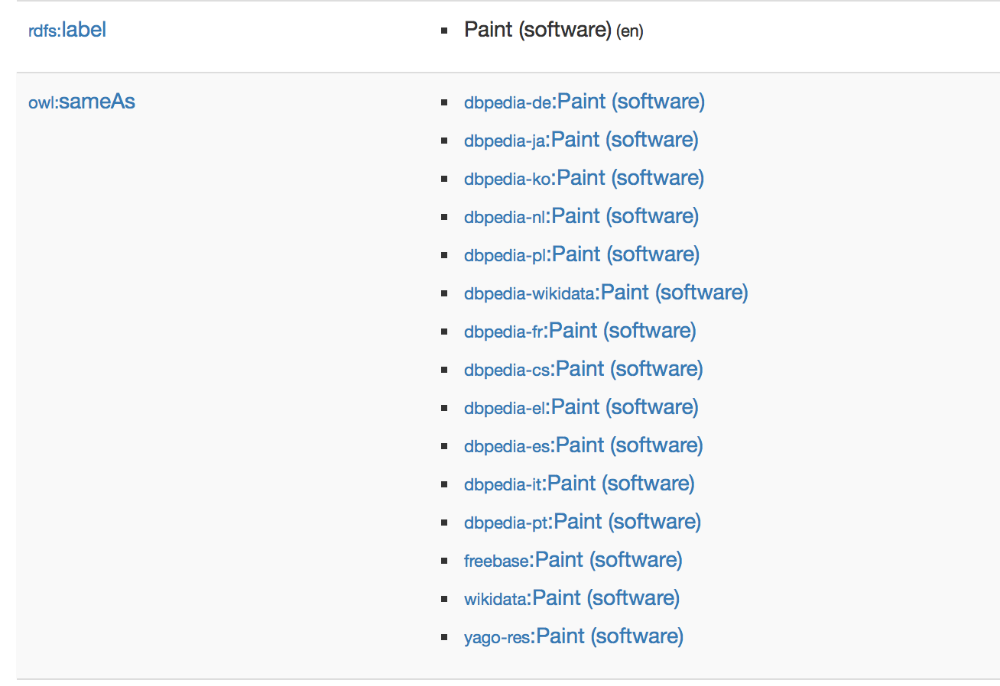 rdfs:label
Paint (software) (en)
owl:sameAs
dbpedia-de:Paint (software)
dbpedia-ja:Paint (software)
dbpedia-ko:Paint (software)
dbpedia-nl:Paint (software)
dbpedia-pl:Paint (software)
dbpedia-wikidata:Paint (software)
dbpedia-fr:Paint (software)
dbpedia-cs:Paint (software)
dbpedia-el:Paint (software)
dbpedia-es:Paint (software)
dbpedia-it:Paint (software)
dbpedia-pt:Paint (software)
freebase:Paint (software)
wikidata:Paint (software)
yago-res:Paint (software)